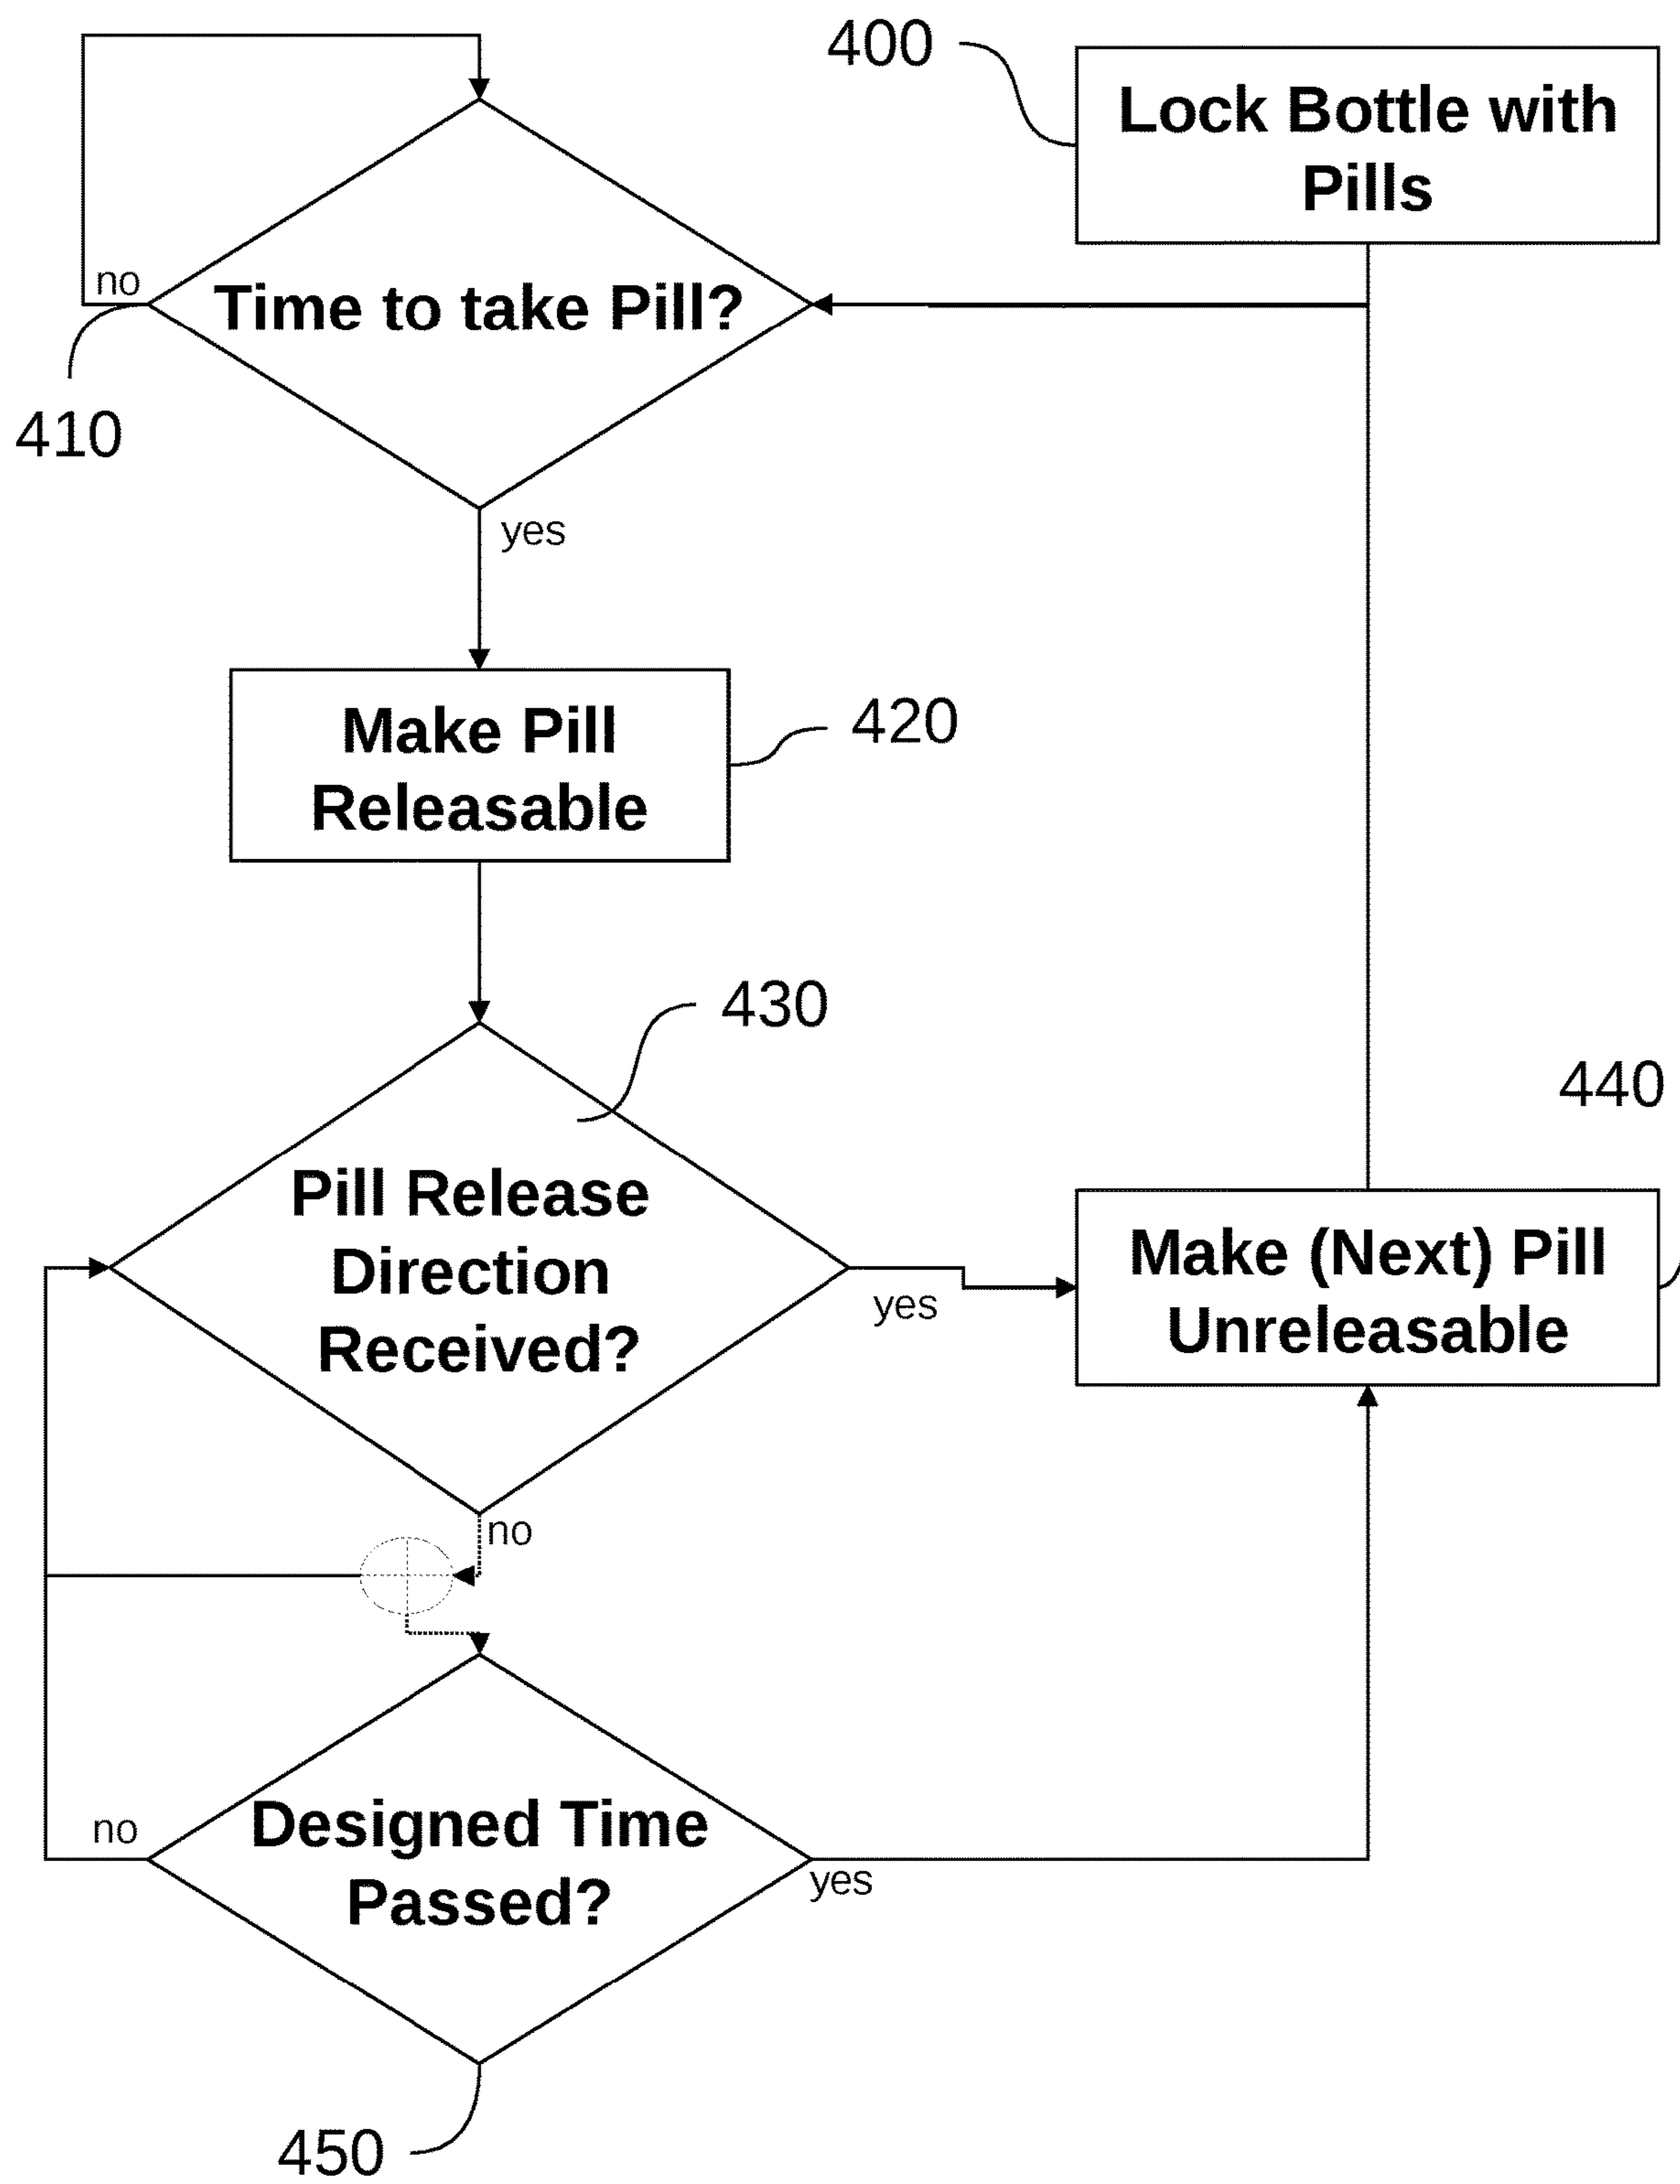 400
Lock Bottle with
Pills
no
Time to take Pill?
410
yes
Make Pill
Releasable
420
430
440
Pill Release
Direction
Received?
yes
Make (Next) Pill
Unreleasable
no
no
Designed Time
Passed?
yes
450